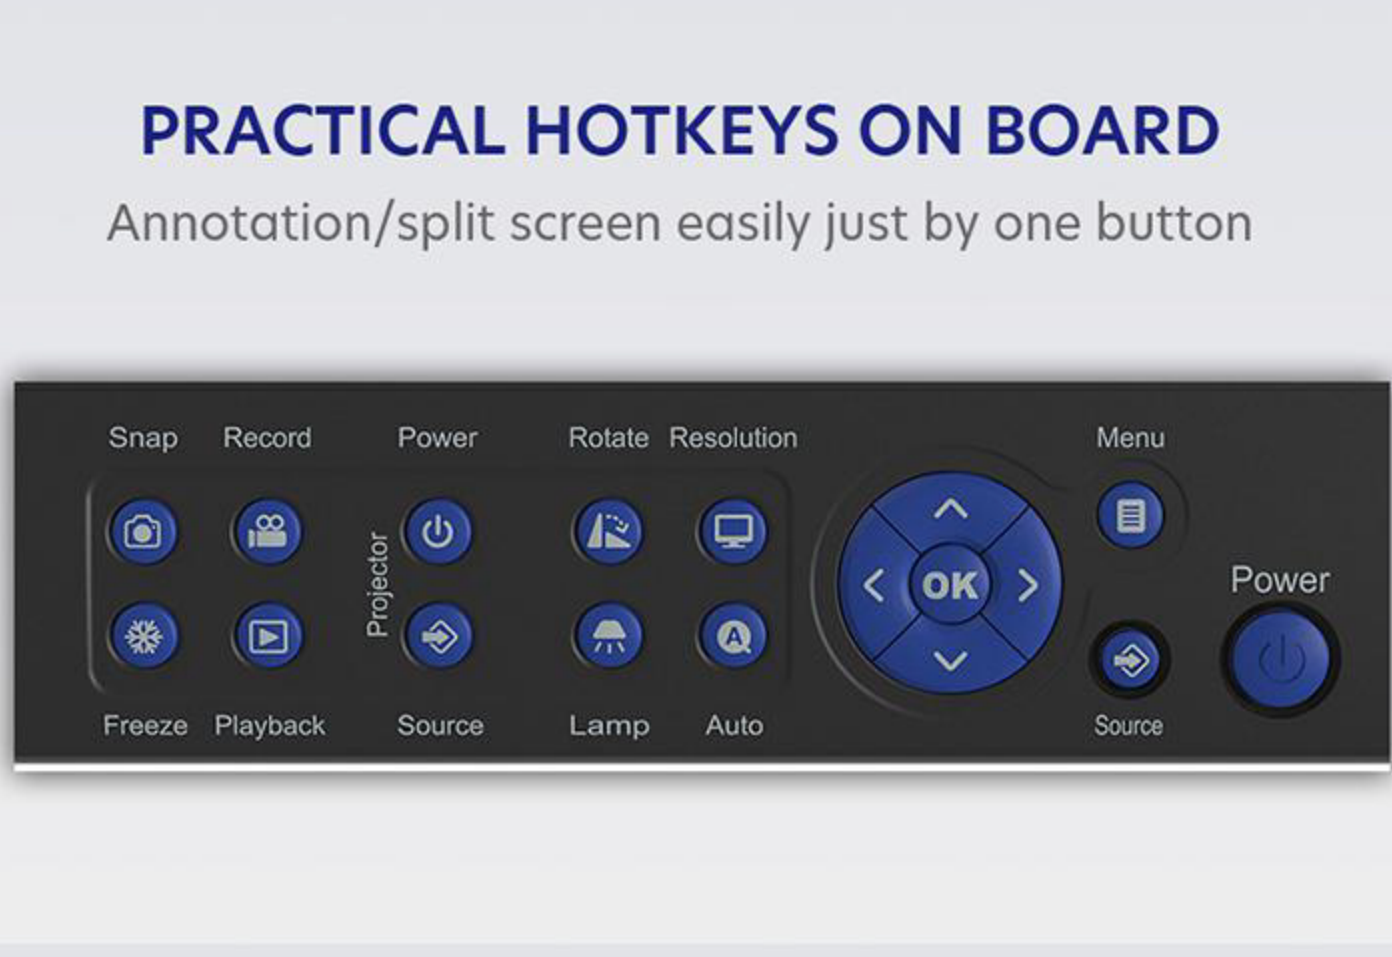 PRACTICAL HOTKEYS ON BOARD
Annotation/split screen easily just by one button
Snap Record Power Rotate Resolution Menu
Projector
OK
Power
A
Freeze Playback Source Lamp Auto Source